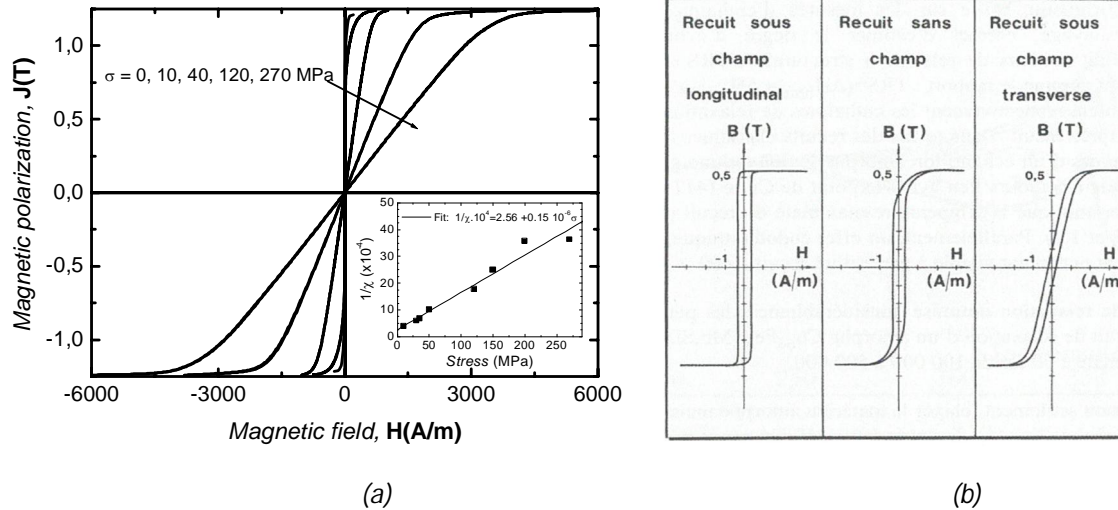 1,0
0,5
0,0
-0,5
-1,0
Magnetic polarization, J(T)
σ = 0, 10, 40, 120, 270 MPa
50
40
30
20
10
0
1/χ (x10⁻⁴)
Fit: 1/χ.10⁴=2.56 +0.15 10⁻⁶σ
0 50 100 150 200 250
Stress (MPa)
-6000 -3000 0 3000 6000
Magnetic field, H(A/m)
(a)
Recuit sous
champ
longitudinal
B (T)
0,5
-1
H
(A/m)
Recuit sans
champ
B (T)
0,5
-1
H
(A/m)
Recuit sous
champ
transverse
B (T)
0,5
-1
H
(A/m)
(b)